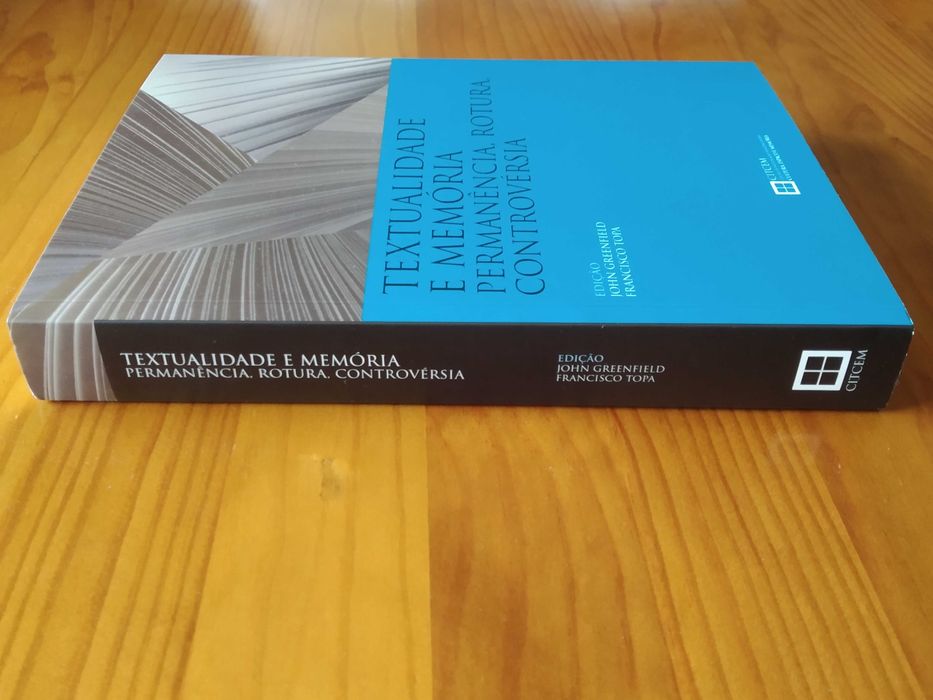 TEXTUALIDADE
E MEMÓRIA
PERMANÊNCIA. ROTURA.
CONTROVÉRSIA
EDIÇÃO
JOHN GREENFIELD
FRANCISCO TOPA
CITCEM
TEXTUALIDADE E MEMÓRIA
PERMANÊNCIA. ROTURA. CONTROVÉRSIA
EDIÇÃO
JOHN GREENFIELD
FRANCISCO TOPA
CITCEM